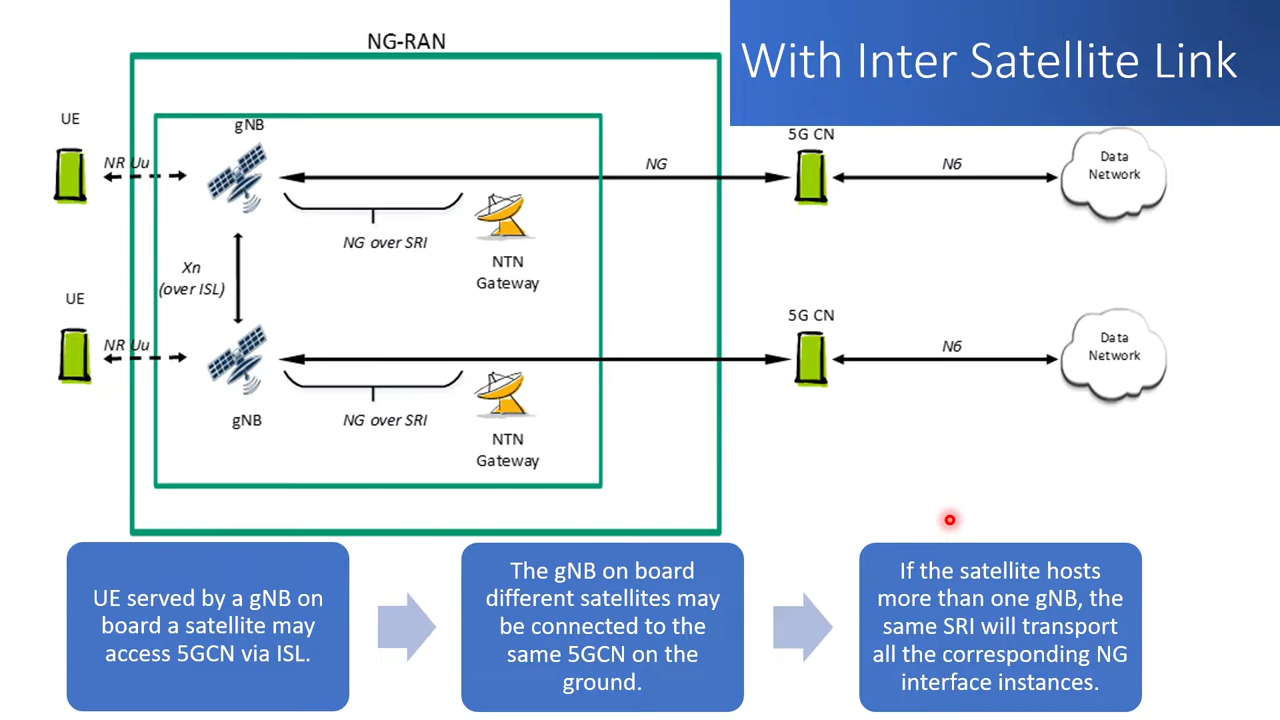 With Inter Satellite Link
NG-RAN
UE
gNB
5G CN
NR Uu
NG
N6
Data
Network
NG over SRI
NTN
Gateway
Xn
(over ISL)
UE
5G CN
NR Uu
N6
Data
Network
gNB
NG over SRI
NTN
Gateway
UE served by a gNB on
board a satellite may
access 5GCN via ISL.
The gNB on board
different satellites may
be connected to the
same 5GCN on the
ground.
If the satellite hosts
more than one gNB, the
same SRI will transport
all the corresponding NG
interface instances.